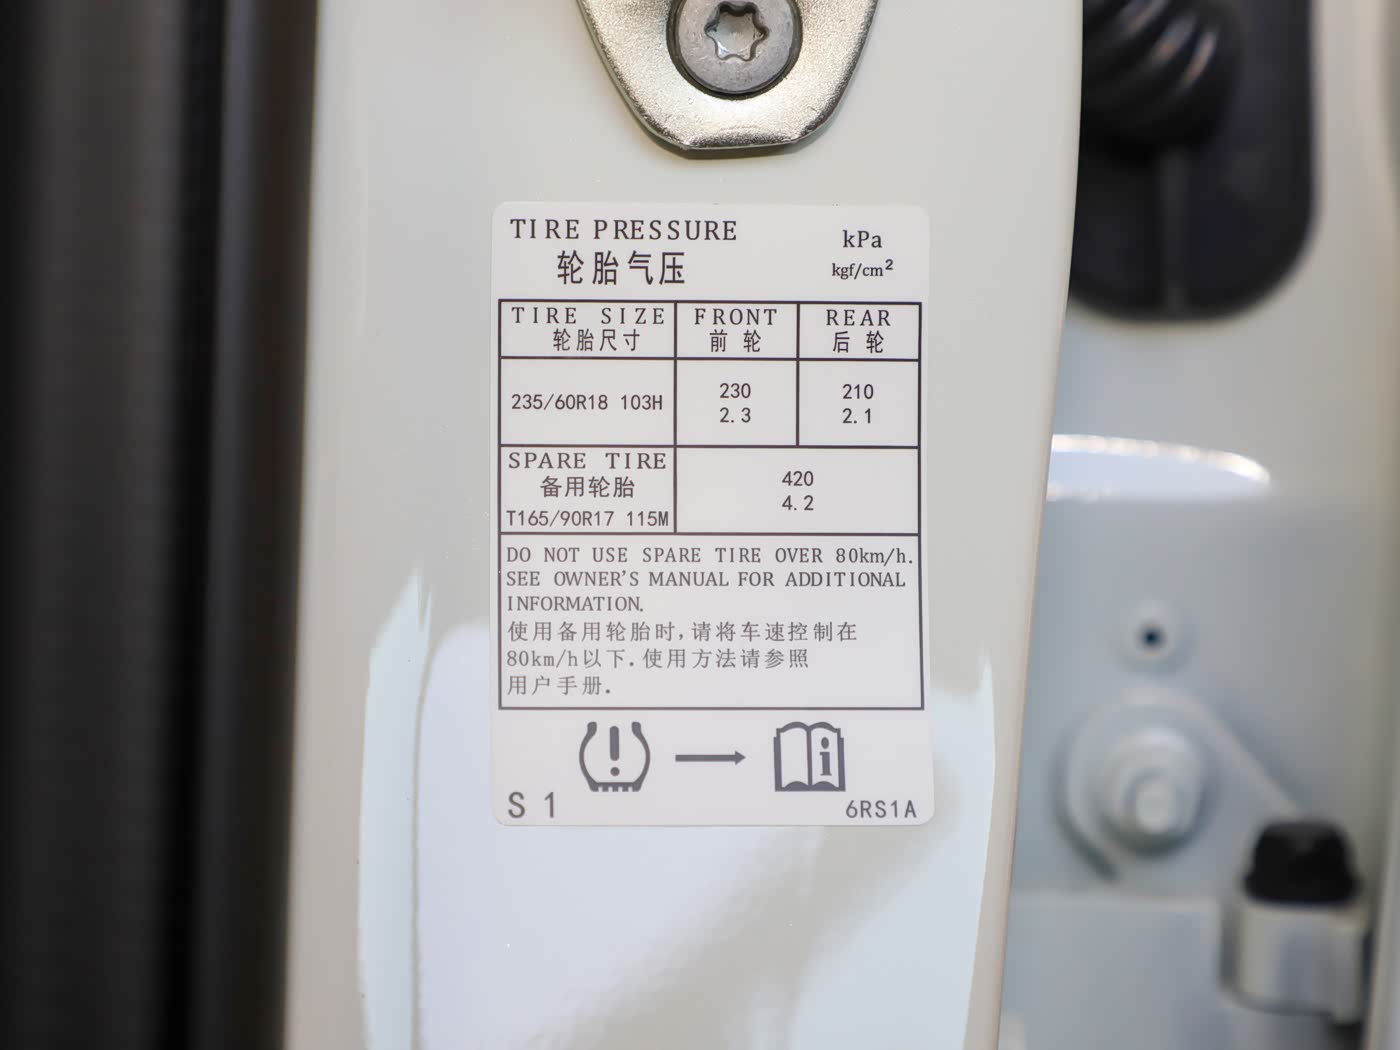 TIRE PRESSURE
轮胎气压
kPa
kgf/cm²
TIRE SIZE
轮胎尺寸
FRONT
前轮
REAR
后轮
235/60R18 103H
230
2.3
210
2.1
SPARE TIRE
备用轮胎
T165/90R17 115M
420
4.2
DO NOT USE SPARE TIRE OVER 80km/h.
SEE OWNER'S MANUAL FOR ADDITIONAL
INFORMATION.
使用备用轮胎时,请将车速控制在
80km/h以下.使用方法请参照
用户手册.
S 1
6RS1A